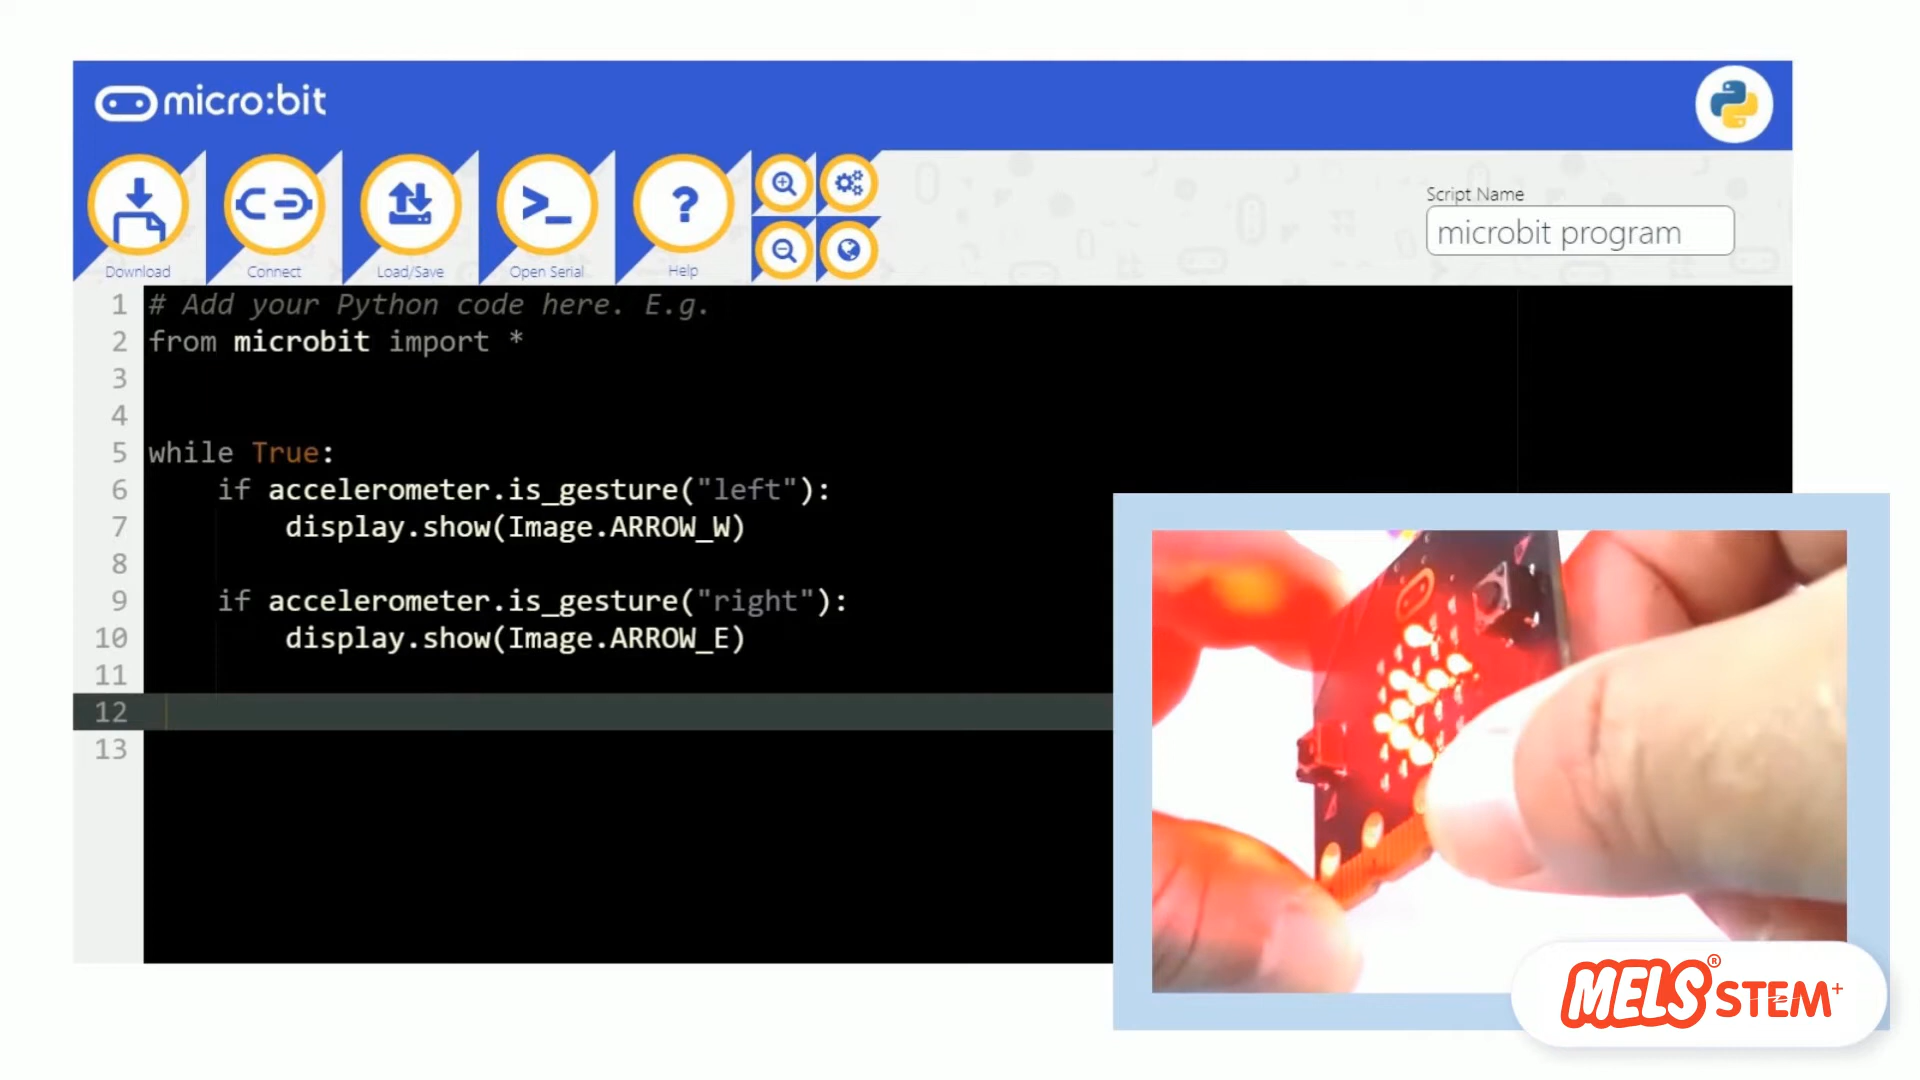 micro:bit
Download
Connect
Load/Save
Open Serial
Help
Script Name
microbit program
1 # Add your Python code here. E.g.
2 from microbit import *
3
4
5 while True:
6     if accelerometer.is_gesture("left"):
7         display.show(Image.ARROW_W)
8
9     if accelerometer.is_gesture("right"):
10         display.show(Image.ARROW_E)
11
12
13
MELS® STEM+